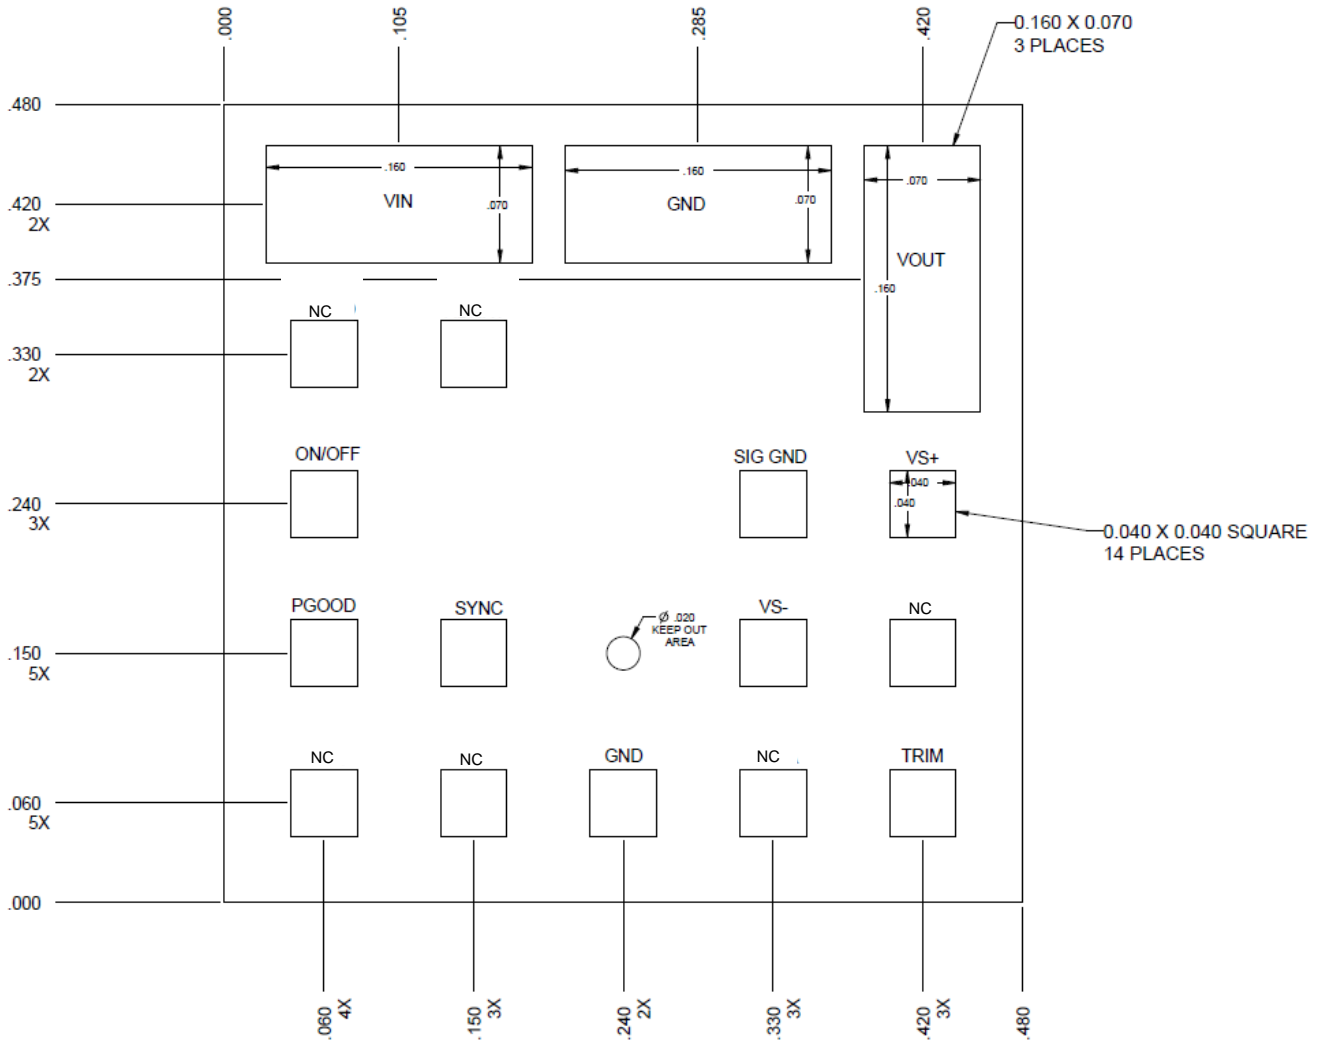 .000
.105
.285
.420
0.160 X 0.070
3 PLACES
.480
.160
.070
VIN
.160
.070
GND
.070
VOUT
.160
.420
2X
.375
NC
NC
.330
2X
ON/OFF
SIG GND
VS+
.040
.040
.240
3X
0.040 X 0.040 SQUARE
14 PLACES
PGOOD
SYNC
Ø .020
KEEP OUT
AREA
VS-
NC
.150
5X
NC
NC
GND
NC
TRIM
.060
5X
.000
.060 4X
.150 3X
.240 2X
.330 3X
.420 3X
.480